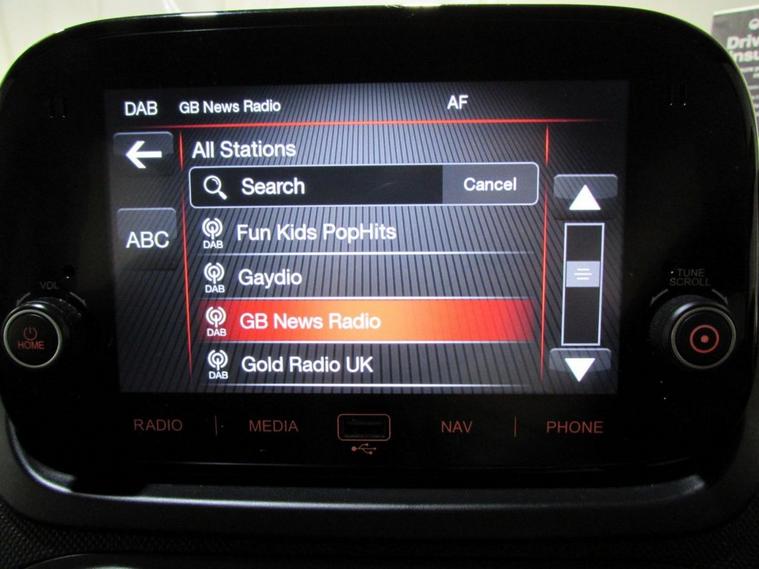 DAB GB News Radio AF
All Stations
Search Cancel
ABC
DAB Fun Kids PopHits
DAB Gaydio
DAB GB News Radio
DAB Gold Radio UK
VOL
HOME
TUNE
SCROLL
RADIO | MEDIA NAV | PHONE